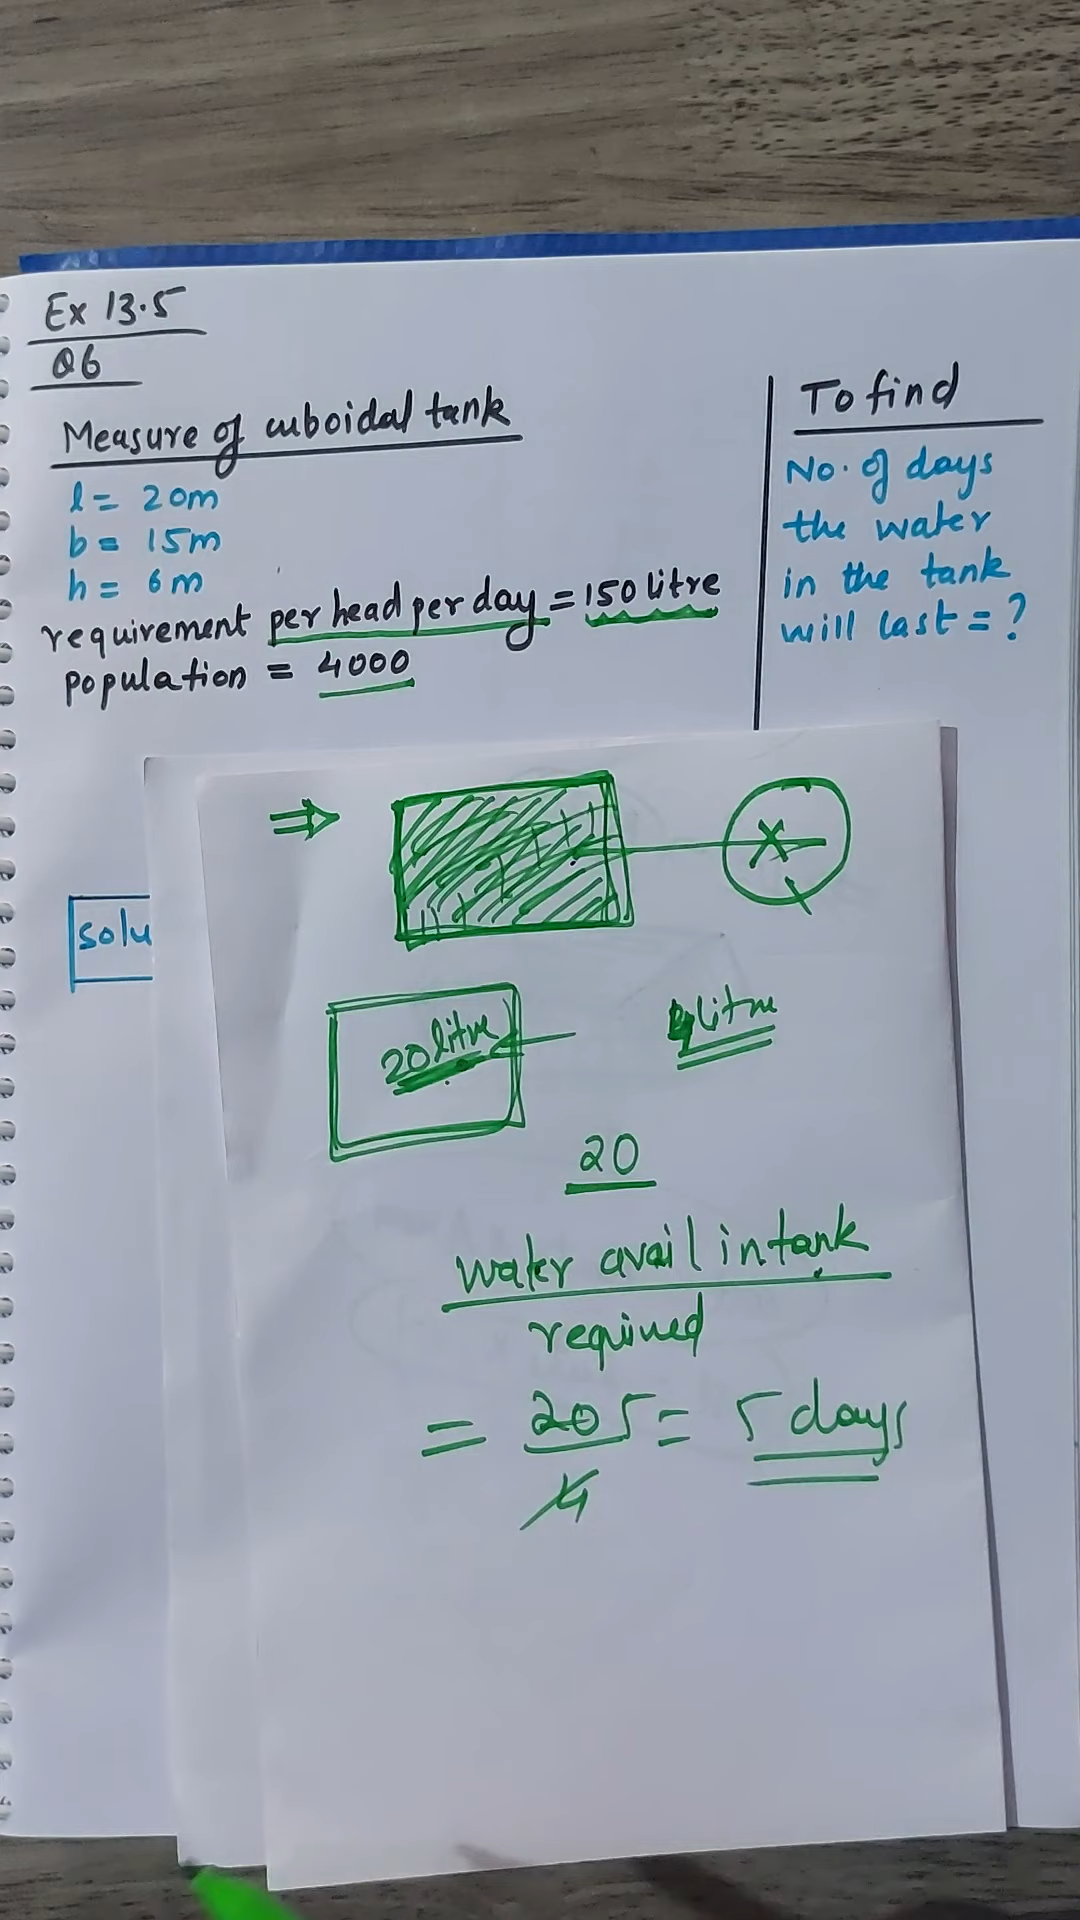 Ex 13.5
Q6
Measure of cuboidal tank
l = 20m
b = 15m
h = 6m
requirement per head per day = 150 litre
population = 4000
To find
No. of days
the water
in the tank
will last = ?
⇒
X
solu
20 litre
4 litre
20
water avail in tank
required
= 20 5 = 5 days
4